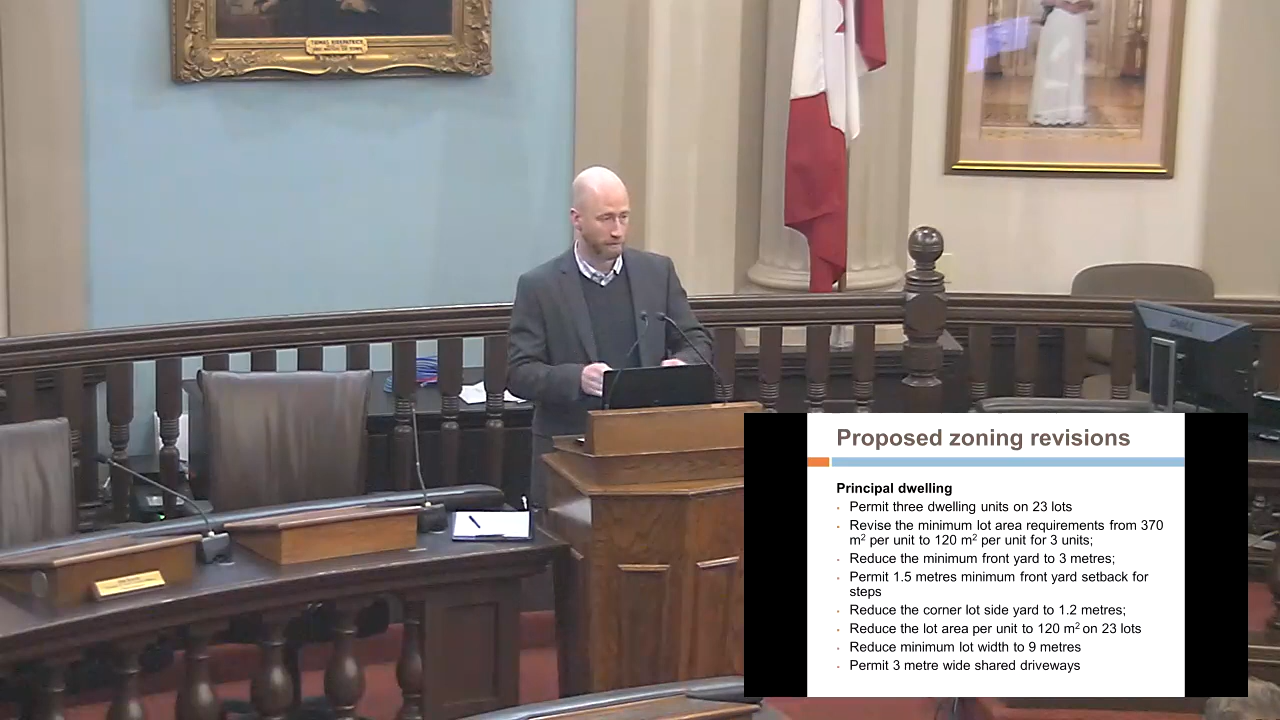 THOMAS KIRKPATRICK
DELL
Proposed zoning revisions
Principal dwelling
Permit three dwelling units on 23 lots
Revise the minimum lot area requirements from 370
m² per unit to 120 m² per unit for 3 units;
Reduce the minimum front yard to 3 metres;
Permit 1.5 metres minimum front yard setback for
steps
Reduce the corner lot side yard to 1.2 metres;
Reduce the lot area per unit to 120 m² on 23 lots
Reduce minimum lot width to 9 metres
Permit 3 metre wide shared driveways